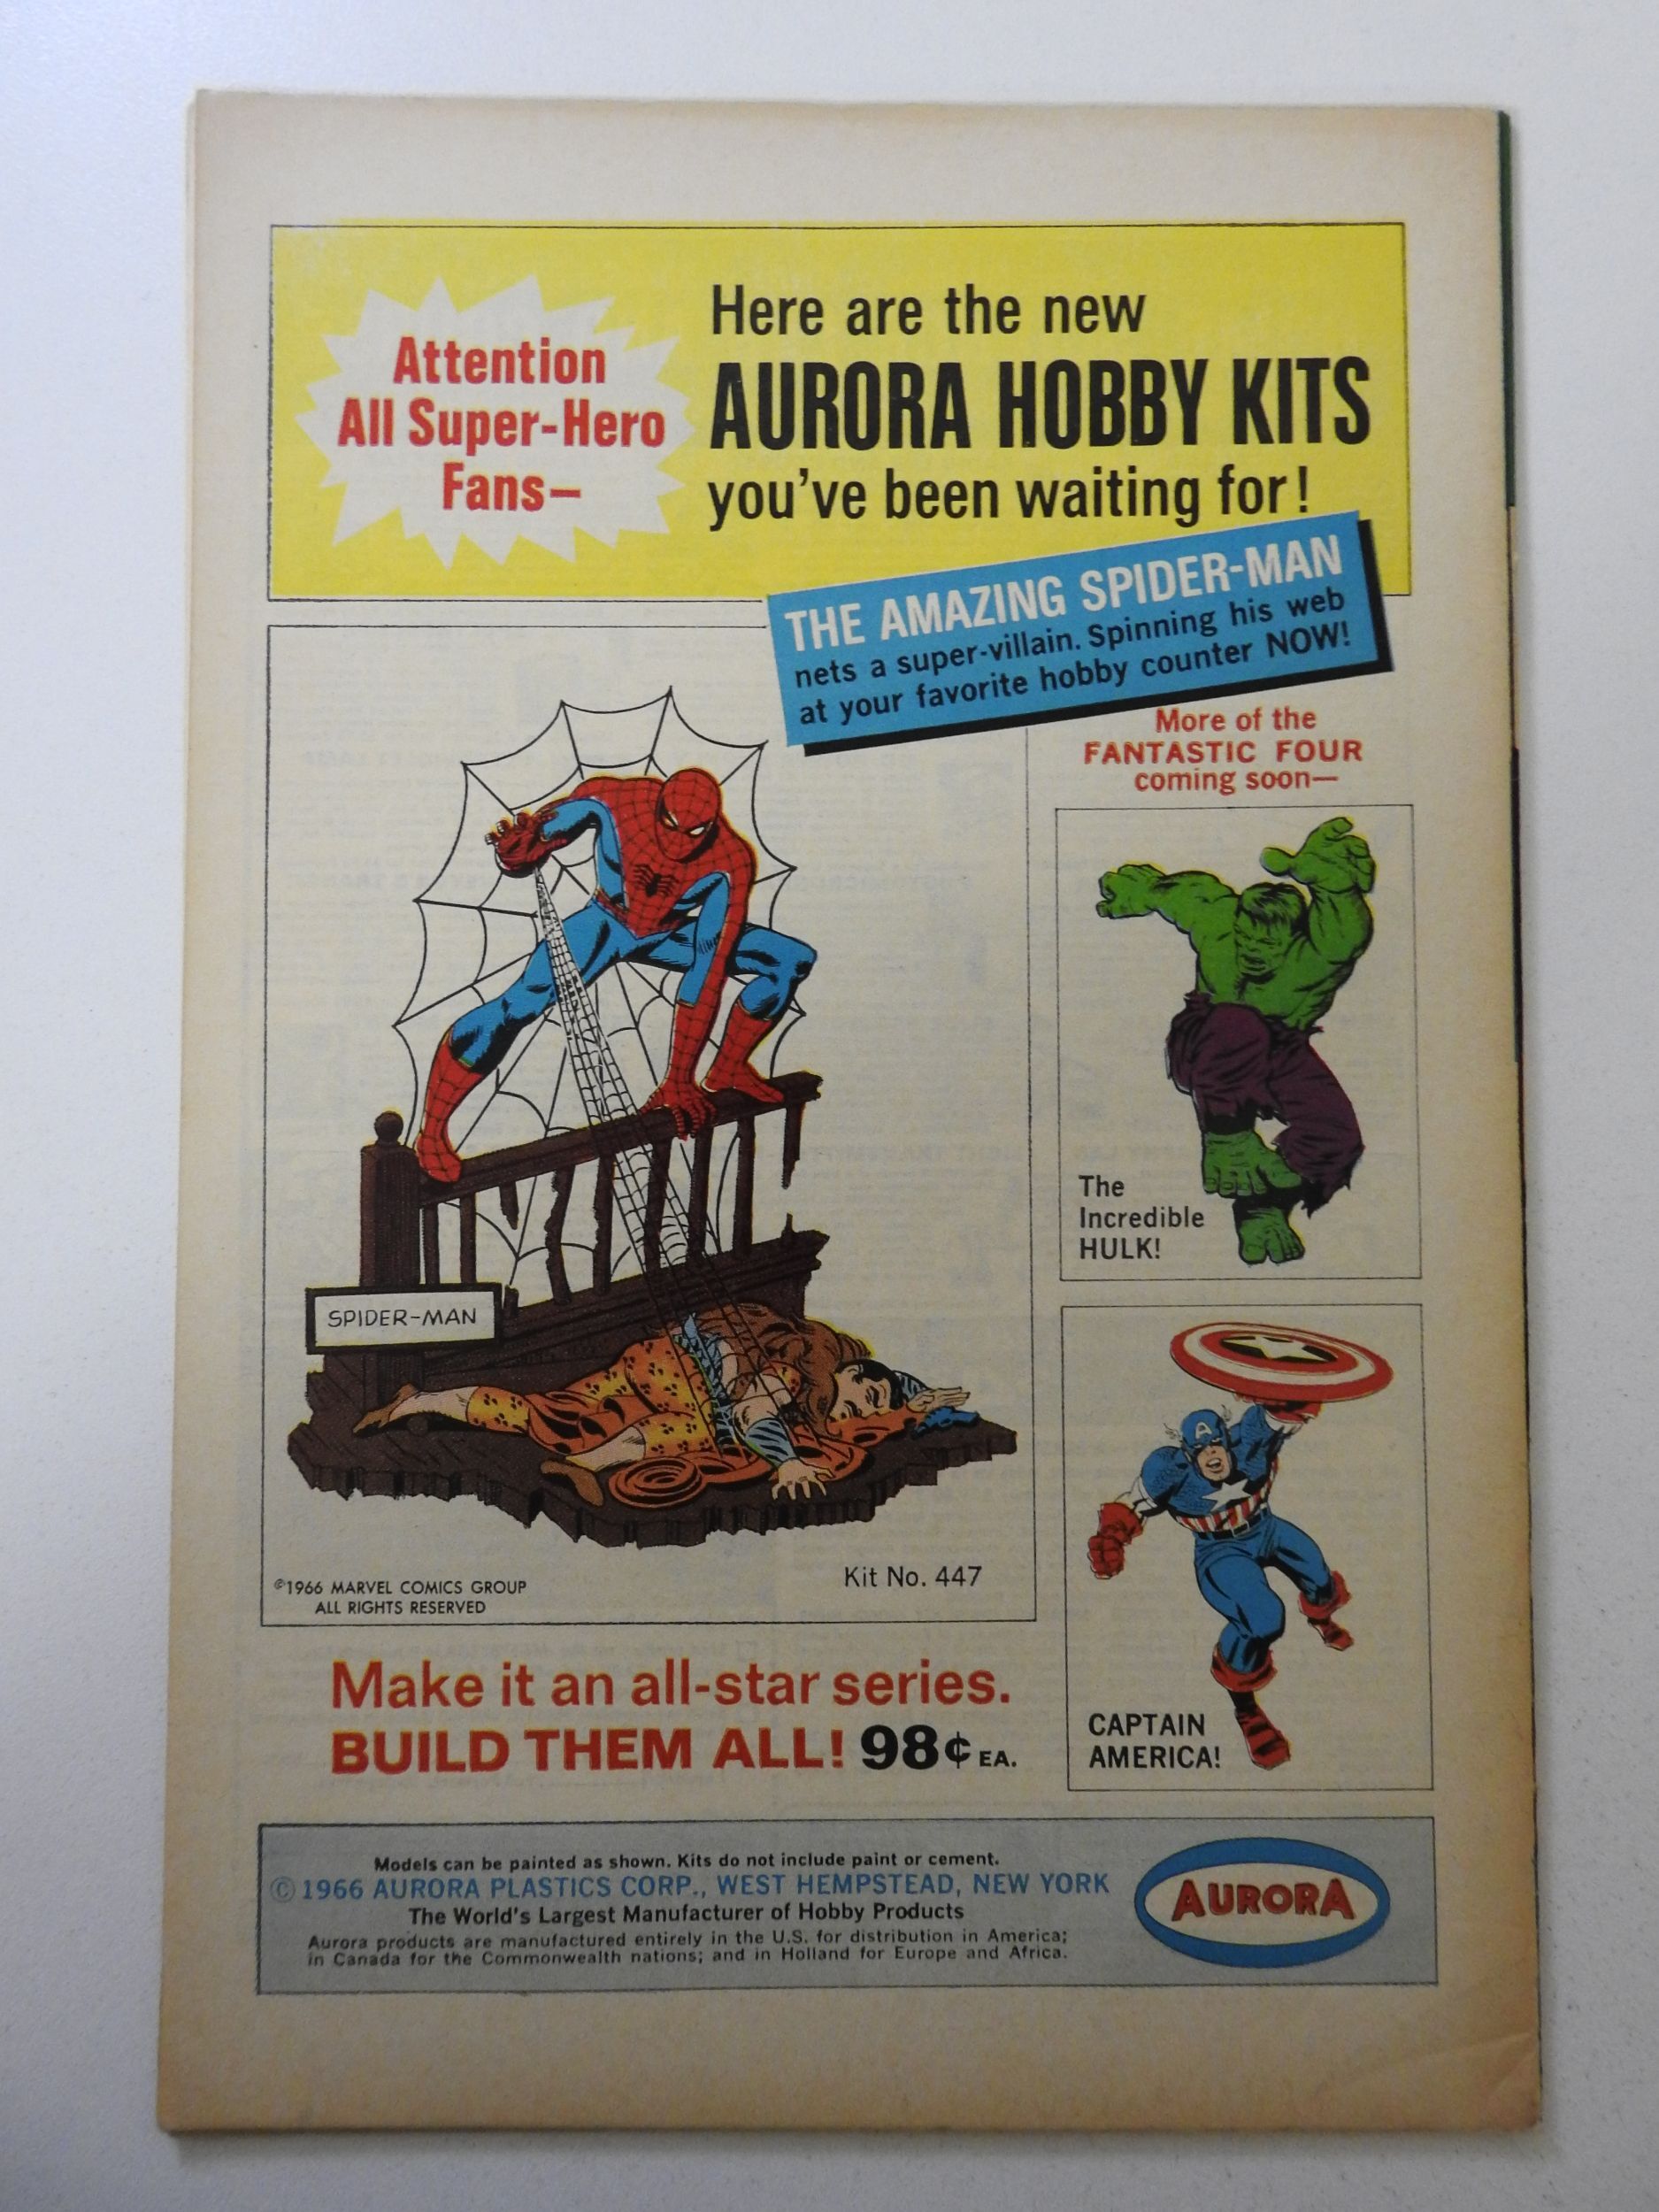 Attention
All Super-Hero
Fans—
Here are the new
AURORA HOBBY KITS
you've been waiting for!
THE AMAZING SPIDER-MAN
nets a super-villain. Spinning his web
at your favorite hobby counter NOW!
SPIDER-MAN
©1966 MARVEL COMICS GROUP
ALL RIGHTS RESERVED
Kit No. 447
More of the
FANTASTIC FOUR
coming soon—
The
Incredible
HULK!
A
CAPTAIN
AMERICA!
Make it an all-star series.
BUILD THEM ALL! 98¢ EA.
Models can be painted as shown. Kits do not include paint or cement.
© 1966 AURORA PLASTICS CORP., WEST HEMPSTEAD, NEW YORK
The World's Largest Manufacturer of Hobby Products
Aurora products are manufactured entirely in the U.S. for distribution in America;
in Canada for the Commonwealth nations; and in Holland for Europe and Africa.
AURORA